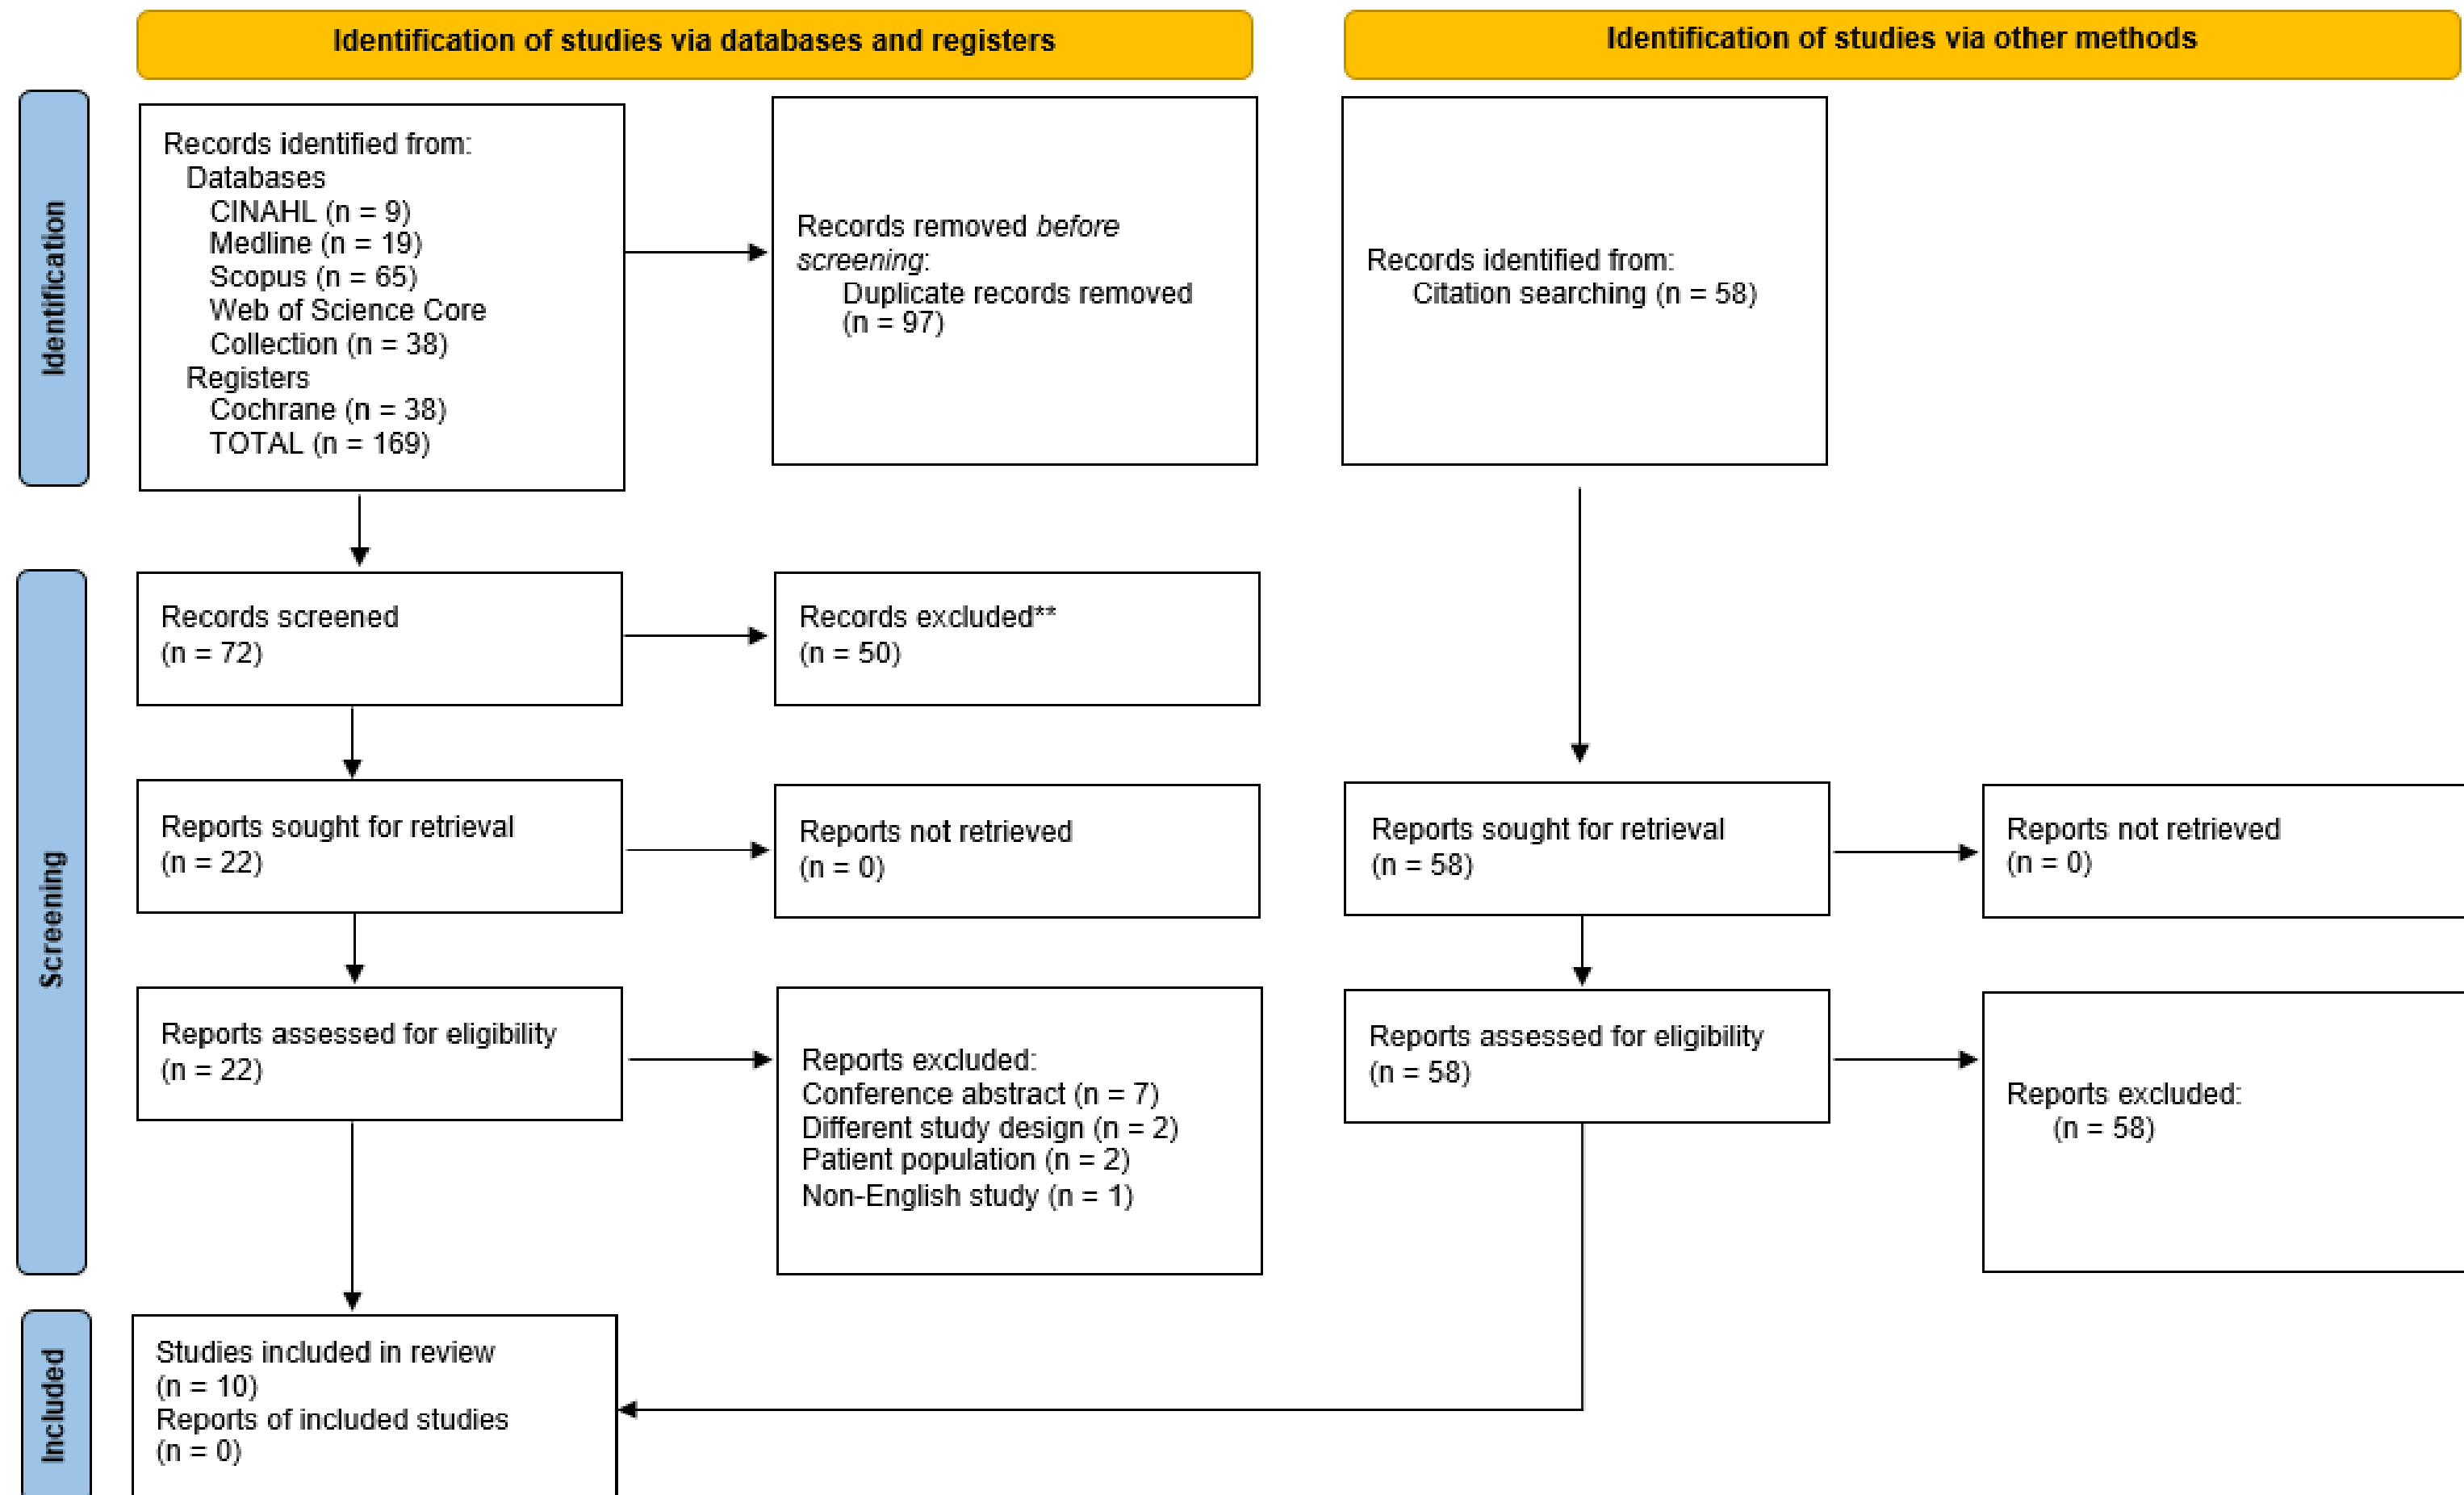 Identification of studies via databases and registers
Identification of studies via other methods
Identification
Records identified from:
Databases
CINAHL (n = 9)
Medline (n = 19)
Scopus (n = 65)
Web of Science Core
Collection (n = 38)
Registers
Cochrane (n = 38)
TOTAL (n = 169)
Records removed before
screening:
Duplicate records removed
(n = 97)
Records identified from:
Citation searching (n = 58)
Screening
Records screened
(n = 72)
Records excluded**
(n = 50)
Reports sought for retrieval
(n = 22)
Reports not retrieved
(n = 0)
Reports sought for retrieval
(n = 58)
Reports not retrieved
(n = 0)
Reports assessed for eligibility
(n = 22)
Reports excluded:
Conference abstract (n = 7)
Different study design (n = 2)
Patient population (n = 2)
Non-English study (n = 1)
Reports assessed for eligibility
(n = 58)
Reports excluded:
(n = 58)
Included
Studies included in review
(n = 10)
Reports of included studies
(n = 0)